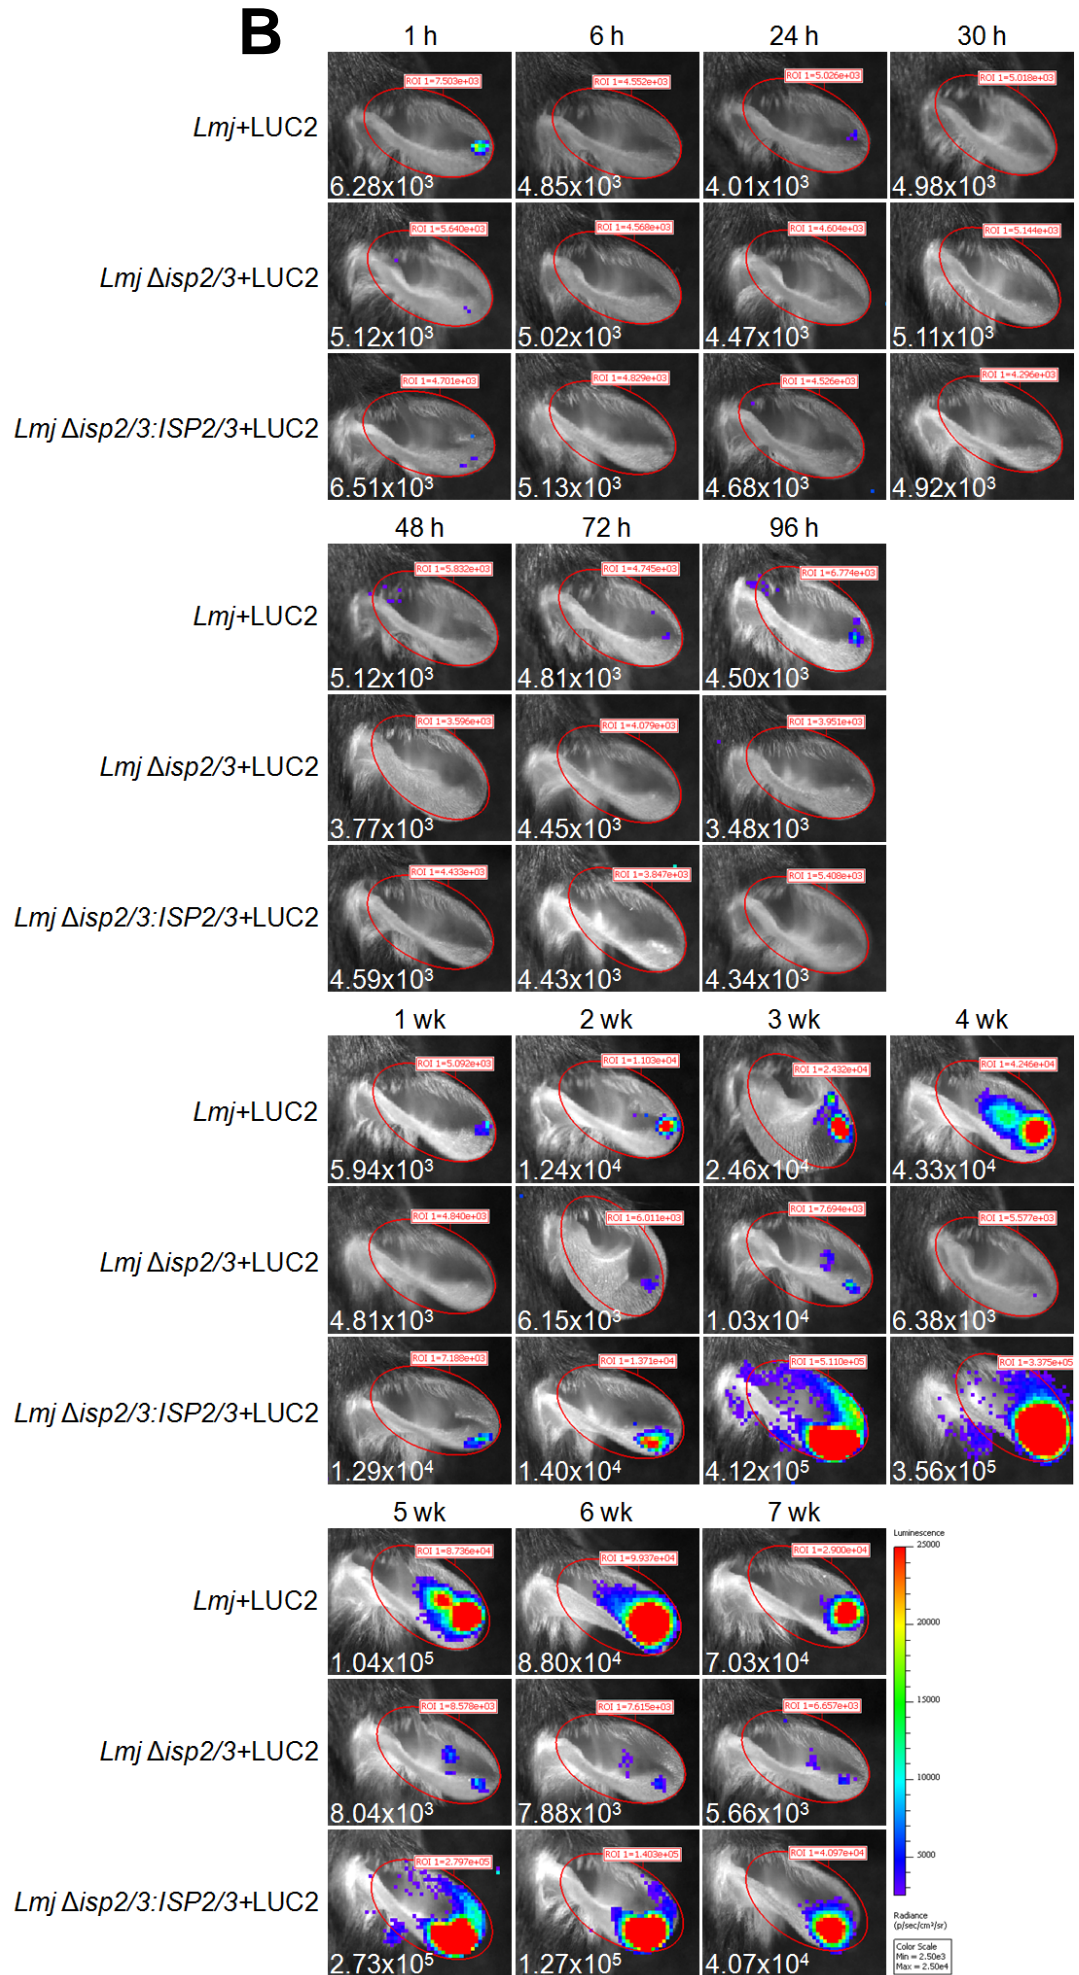 B
1 h 6 h 24 h 30 h
Lmj+LUC2
ROI 1=7.503e+03 ROI 1=4.552e+03 ROI 1=5.026e+03 ROI 1=5.018e+03
6.28x10³ 4.85x10³ 4.01x10³ 4.98x10³
Lmj Δisp2/3+LUC2
ROI 1=5.640e+03 ROI 1=4.568e+03 ROI 1=4.604e+03 ROI 1=5.144e+03
5.12x10³ 5.02x10³ 4.47x10³ 5.11x10³
Lmj Δisp2/3:ISP2/3+LUC2
ROI 1=4.701e+03 ROI 1=4.829e+03 ROI 1=4.526e+03 ROI 1=4.296e+03
6.51x10³ 5.13x10³ 4.68x10³ 4.92x10³
48 h 72 h 96 h
Lmj+LUC2
ROI 1=5.832e+03 ROI 1=4.745e+03 ROI 1=6.774e+03
5.12x10³ 4.81x10³ 4.50x10³
Lmj Δisp2/3+LUC2
ROI 1=3.596e+03 ROI 1=4.079e+03 ROI 1=3.951e+03
3.77x10³ 4.45x10³ 3.48x10³
Lmj Δisp2/3:ISP2/3+LUC2
ROI 1=4.433e+03 ROI 1=3.847e+03 ROI 1=5.408e+03
4.59x10³ 4.43x10³ 4.34x10³
1 wk 2 wk 3 wk 4 wk
Lmj+LUC2
ROI 1=5.092e+03 ROI 1=1.103e+04 ROI 1=2.432e+04 ROI 1=4.246e+04
5.94x10³ 1.24x10⁴ 2.46x10⁴ 4.33x10⁴
Lmj Δisp2/3+LUC2
ROI 1=4.840e+03 ROI 1=6.011e+03 ROI 1=7.694e+03 ROI 1=5.577e+03
4.81x10³ 6.15x10³ 1.03x10⁴ 6.38x10³
Lmj Δisp2/3:ISP2/3+LUC2
ROI 1=7.188e+03 ROI 1=1.371e+04 ROI 1=5.110e+05 ROI 1=3.375e+05
1.29x10⁴ 1.40x10⁴ 4.12x10⁵ 3.56x10⁵
5 wk 6 wk 7 wk
Lmj+LUC2
ROI 1=8.736e+04 ROI 1=9.937e+04 ROI 1=2.900e+04
1.04x10⁵ 8.80x10⁴ 7.03x10⁴
Lmj Δisp2/3+LUC2
ROI 1=8.578e+03 ROI 1=7.615e+03 ROI 1=6.657e+03
8.04x10³ 7.88x10³ 5.66x10³
Lmj Δisp2/3:ISP2/3+LUC2
ROI 1=2.797e+05 ROI 1=1.403e+05 ROI 1=4.097e+04
2.73x10⁵ 1.27x10⁵ 4.07x10⁴
Luminescence
25000
20000
15000
10000
5000
Radiance
(p/sec/cm²/sr)
Color Scale
Min = 2.50e3
Max = 2.50e4